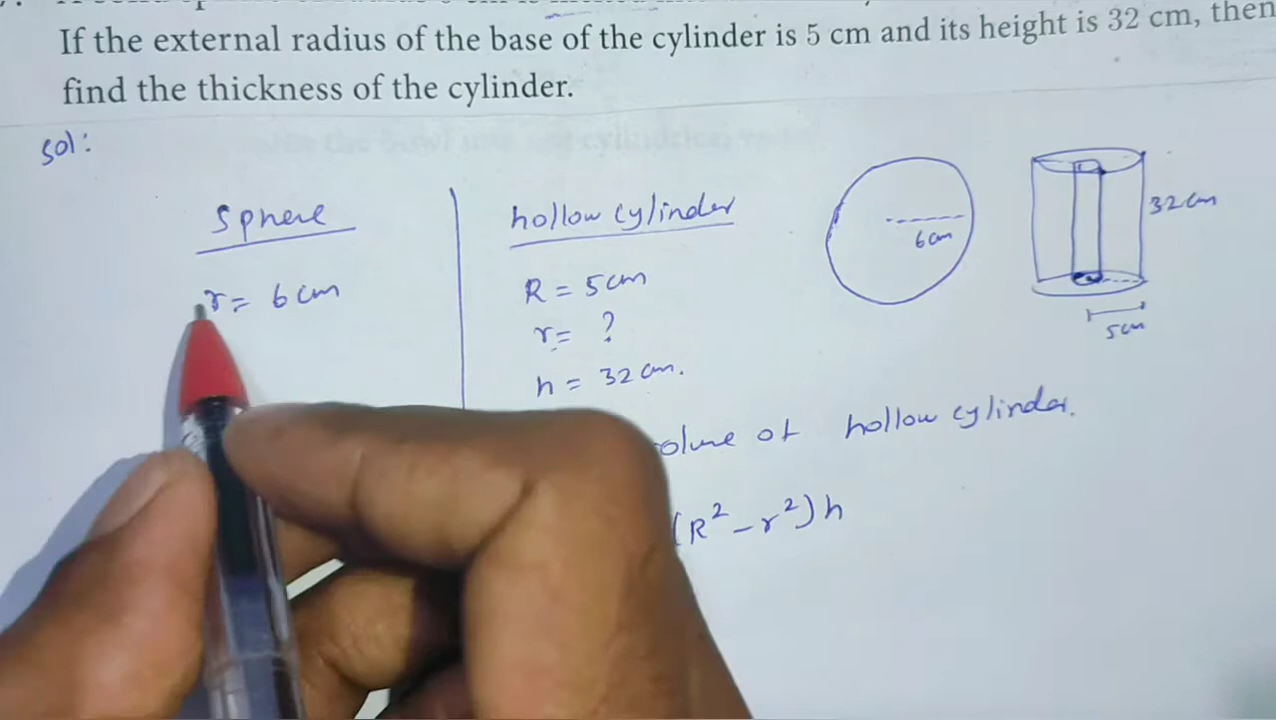 If the external radius of the base of the cylinder is 5 cm and its height is 32 cm, then
find the thickness of the cylinder.
sol:
Sphere
r = 6cm
hollow cylinder
R = 5cm
r = ?
h = 32 cm.
6cm
32cm
5cm
olume of hollow cylinder.
(R²-r²)h